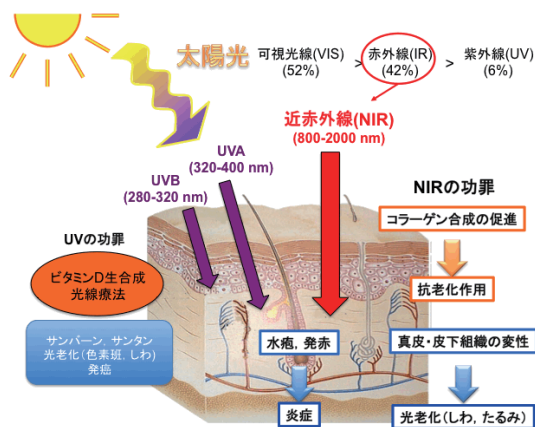 太陽光
可視光線(VIS)
(52%)
>
赤外線(IR)
(42%)
>
紫外線(UV)
(6%)
近赤外線(NIR)
(800-2000 nm)
UVA
(320-400 nm)
UVB
(280-320 nm)
UVの功罪
ビタミンD生合成
光線療法
サンバーン, サンタン
光老化(色素斑, しわ)
発癌
水疱, 発赤
炎症
NIRの功罪
コラーゲン合成の促進
抗老化作用
真皮・皮下組織の変性
光老化(しわ, たるみ)